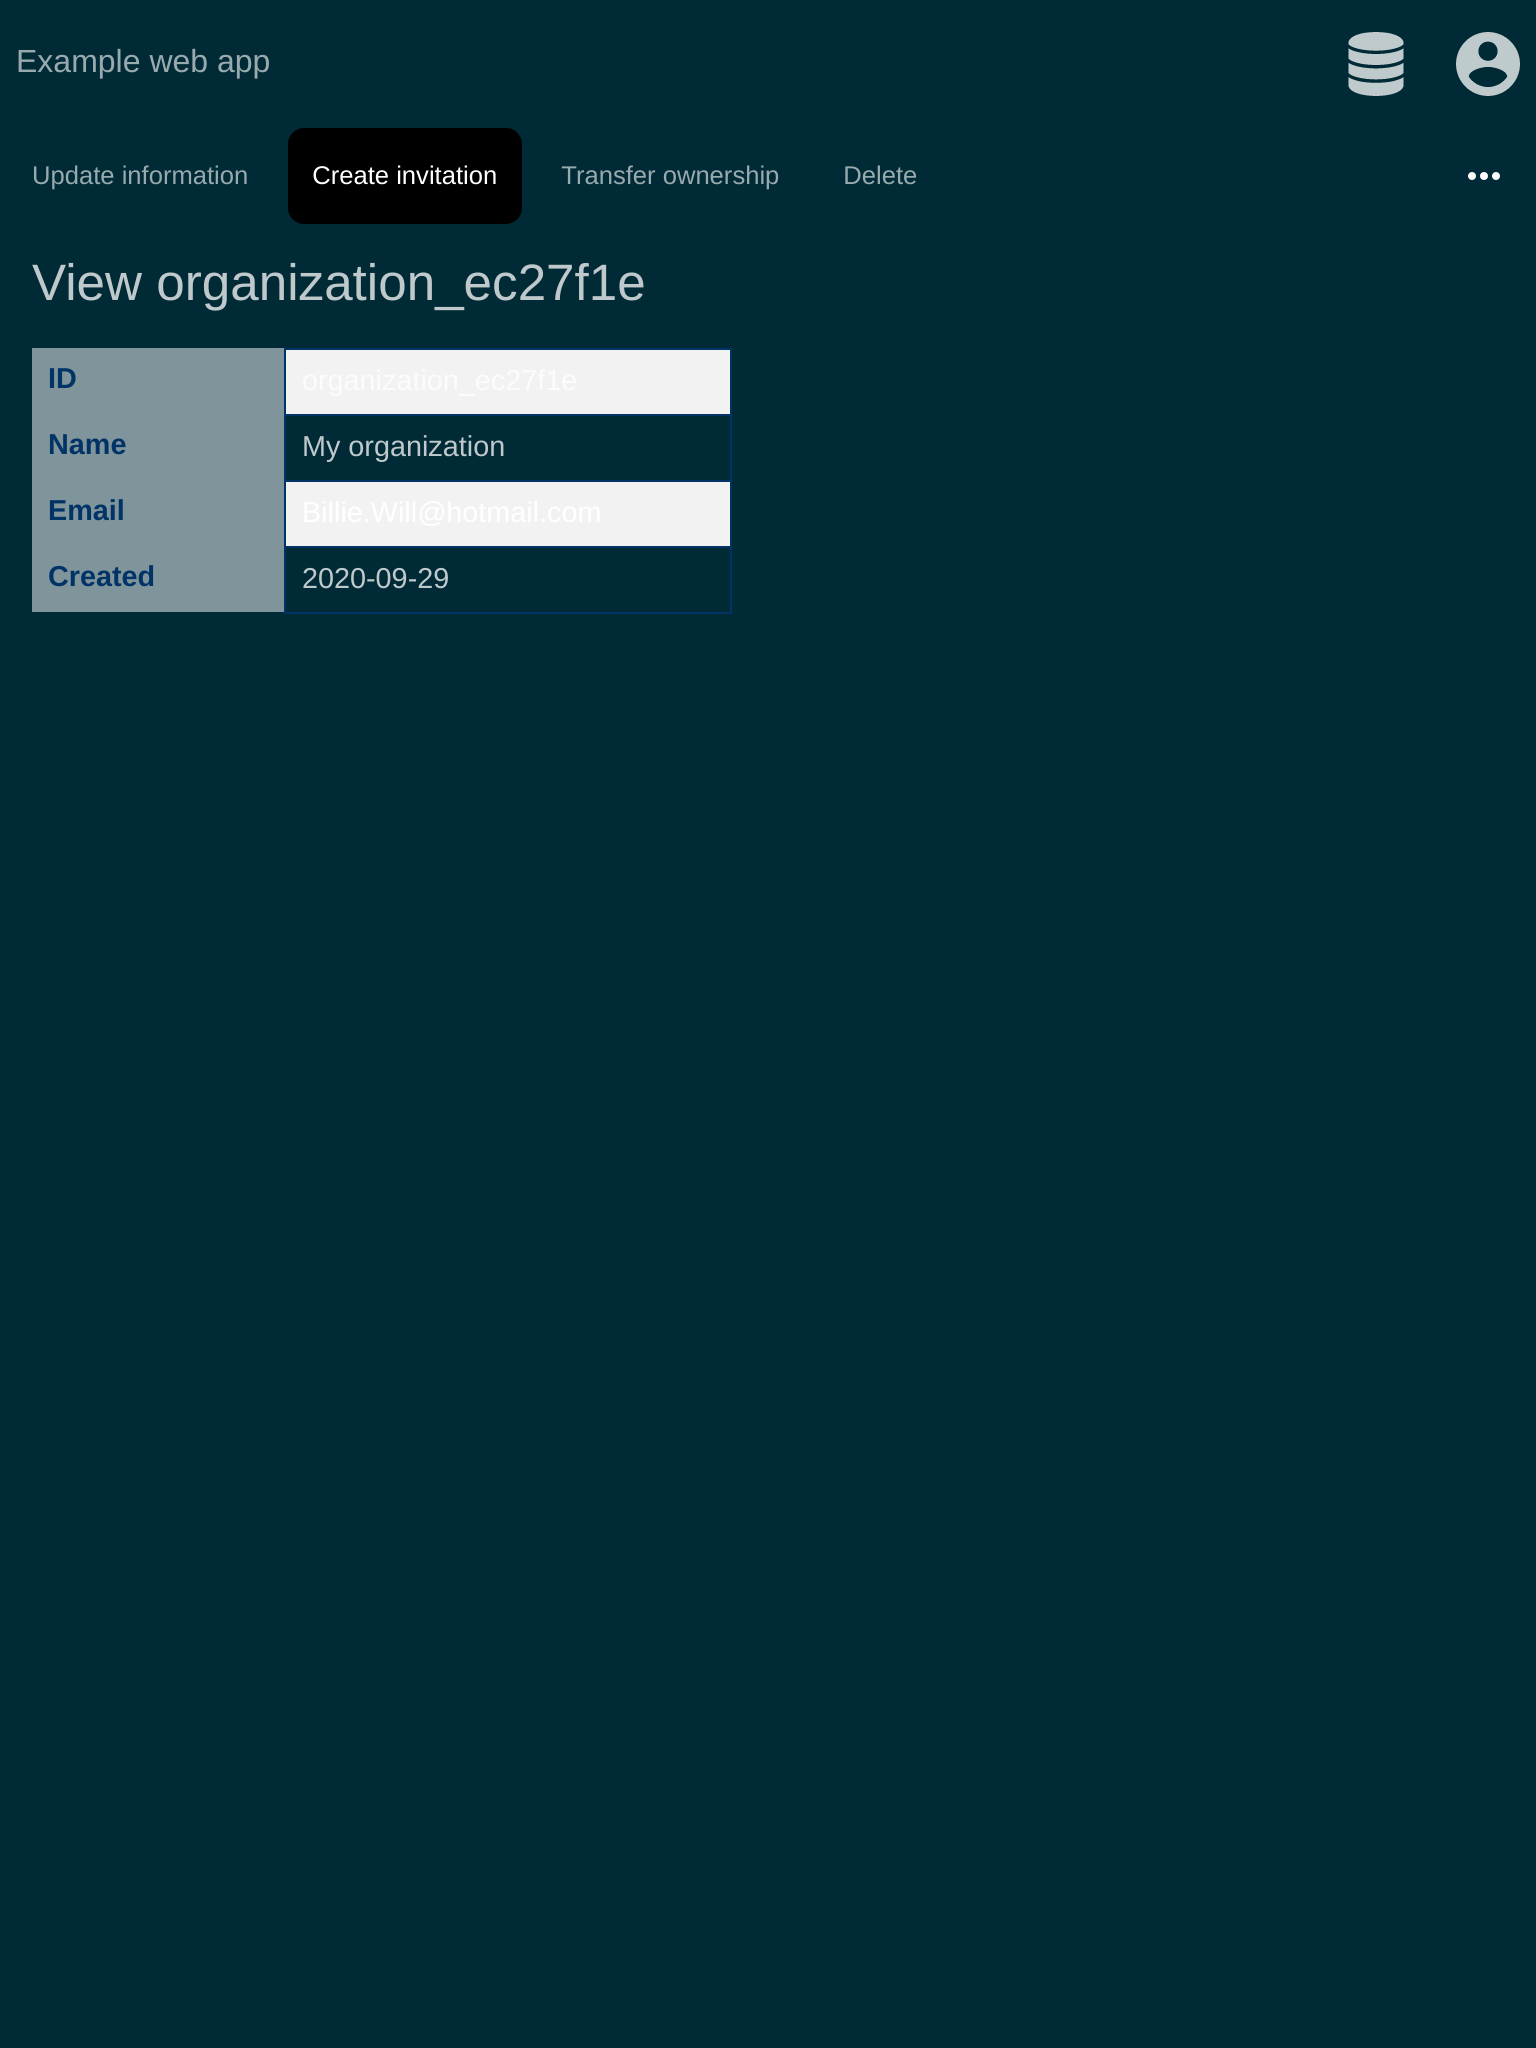 Example web app
Update information Create invitation Transfer ownership Delete
View organization_ec27f1e
ID organization_ec27f1e
Name My organization
Email Billie.Will@hotmail.com
Created 2020-09-29